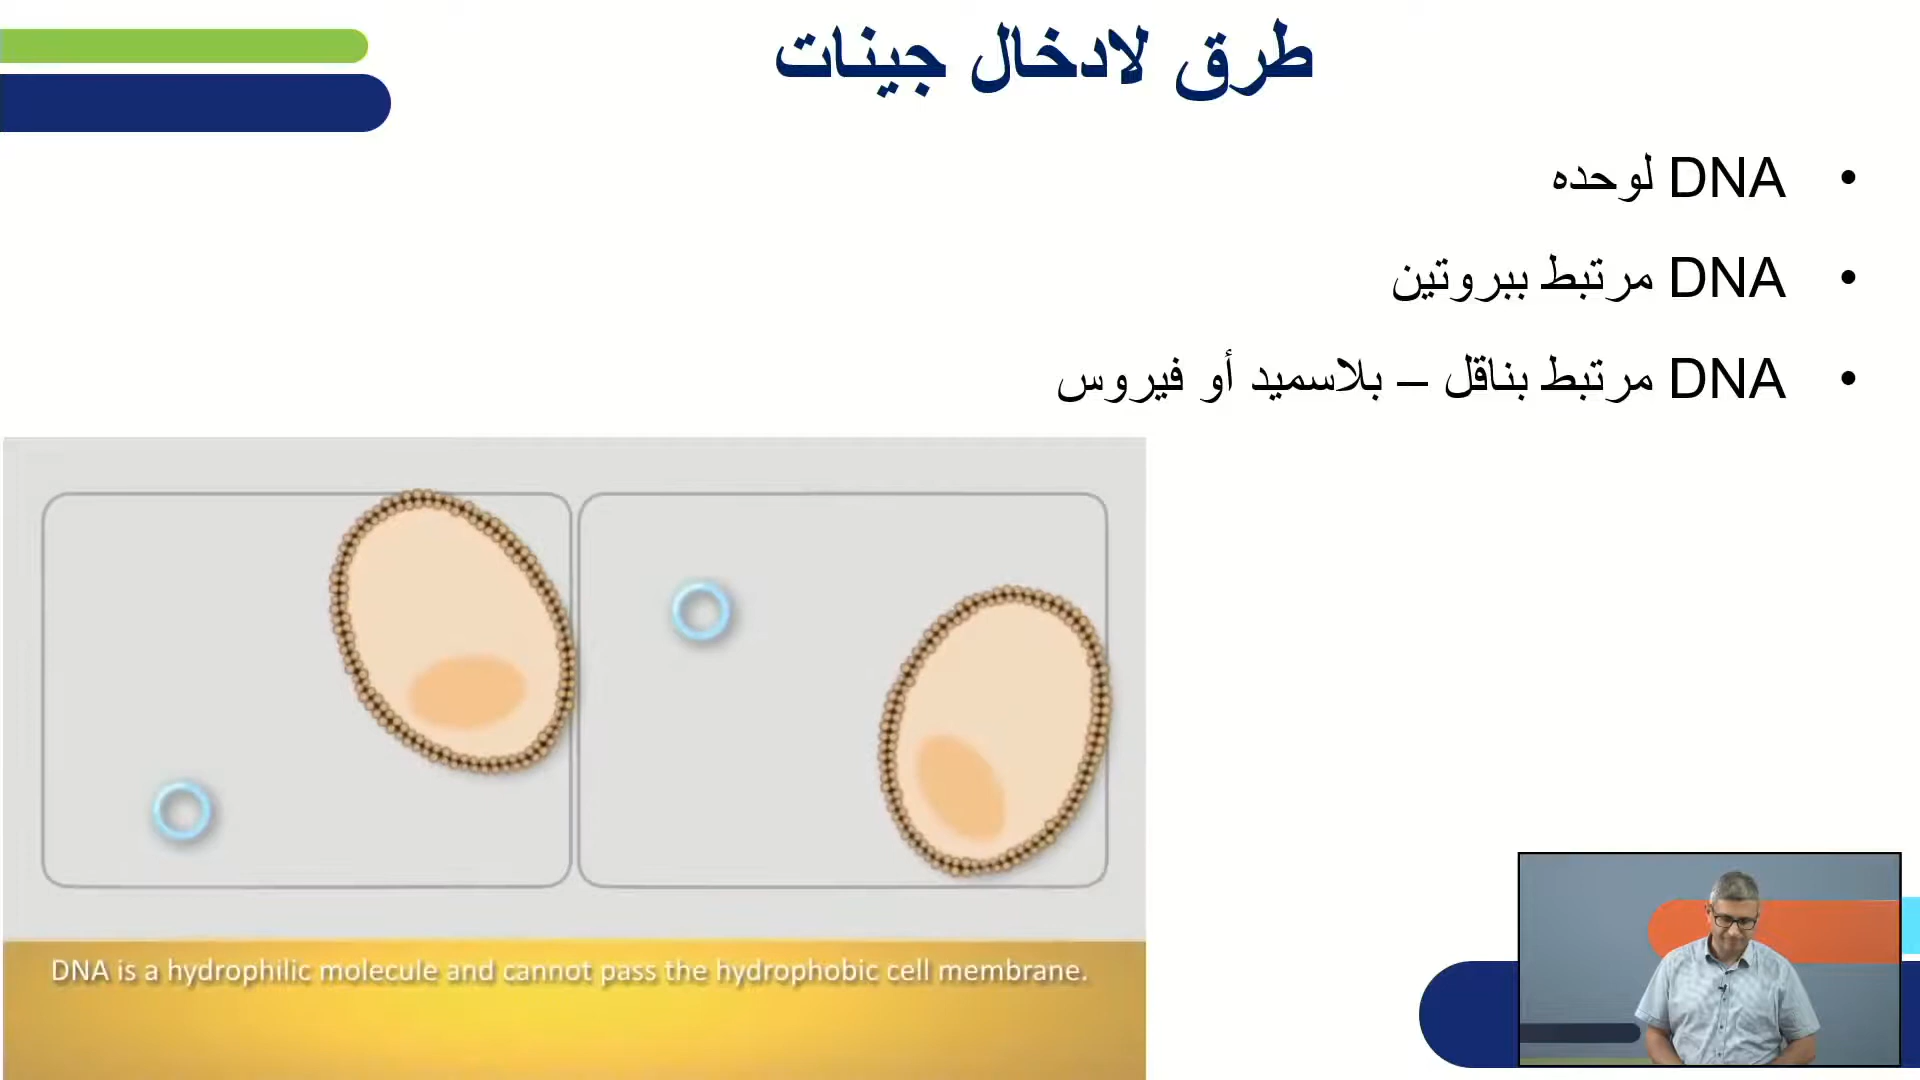 طرق لادخال جينات
• DNA لوحده
• DNA مرتبط ببروتين
• DNA مرتبط بناقل – بلاسميد أو فيروس
DNA is a hydrophilic molecule and cannot pass the hydrophobic cell membrane.